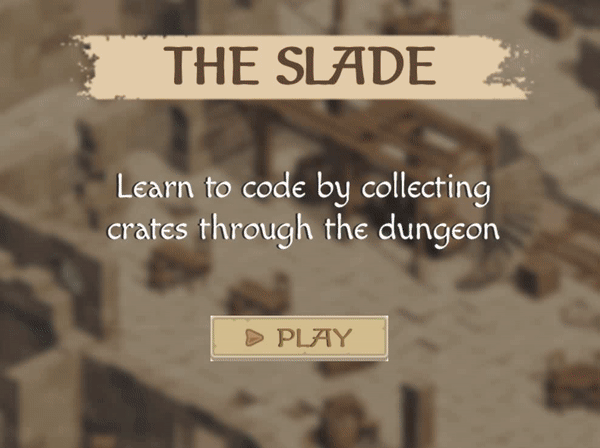 THE SLADE
Learn to code by collecting
crates through the dungeon
PLAY